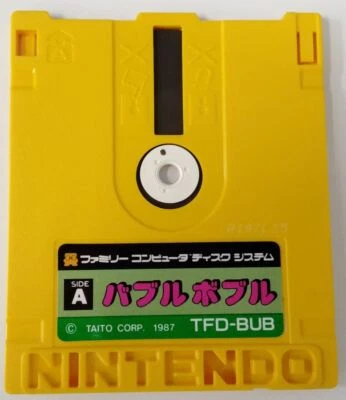 ファミリー コンピュータ ディスク システム
SIDE
A
バブルボブル
© TAITO CORP. 1987 TFD-BUB
NINTENDO